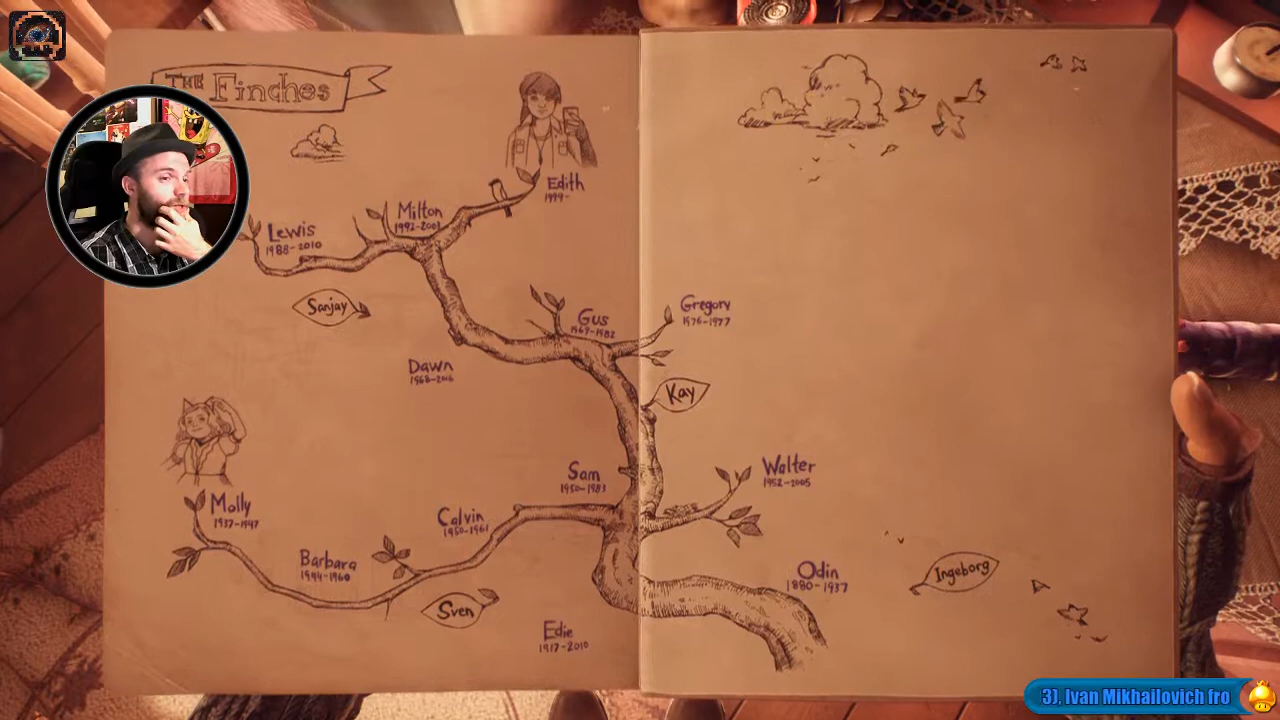 THE Finches
Edith
1999-
Milton
1992-2003
Lewis
1988-2010
Sanjay
Gus
1969-1982
Gregory
1976-1977
Dawn
1968-2016
Kay
Sam
1950-1983
Walter
1952-2005
Molly
1937-1947
Calvin
1950-1961
Barbara
1944-1960
Odin
1880-1937
Ingeborg
Sven
Edie
1917-2010
3), Ivan Mikhailovich fro